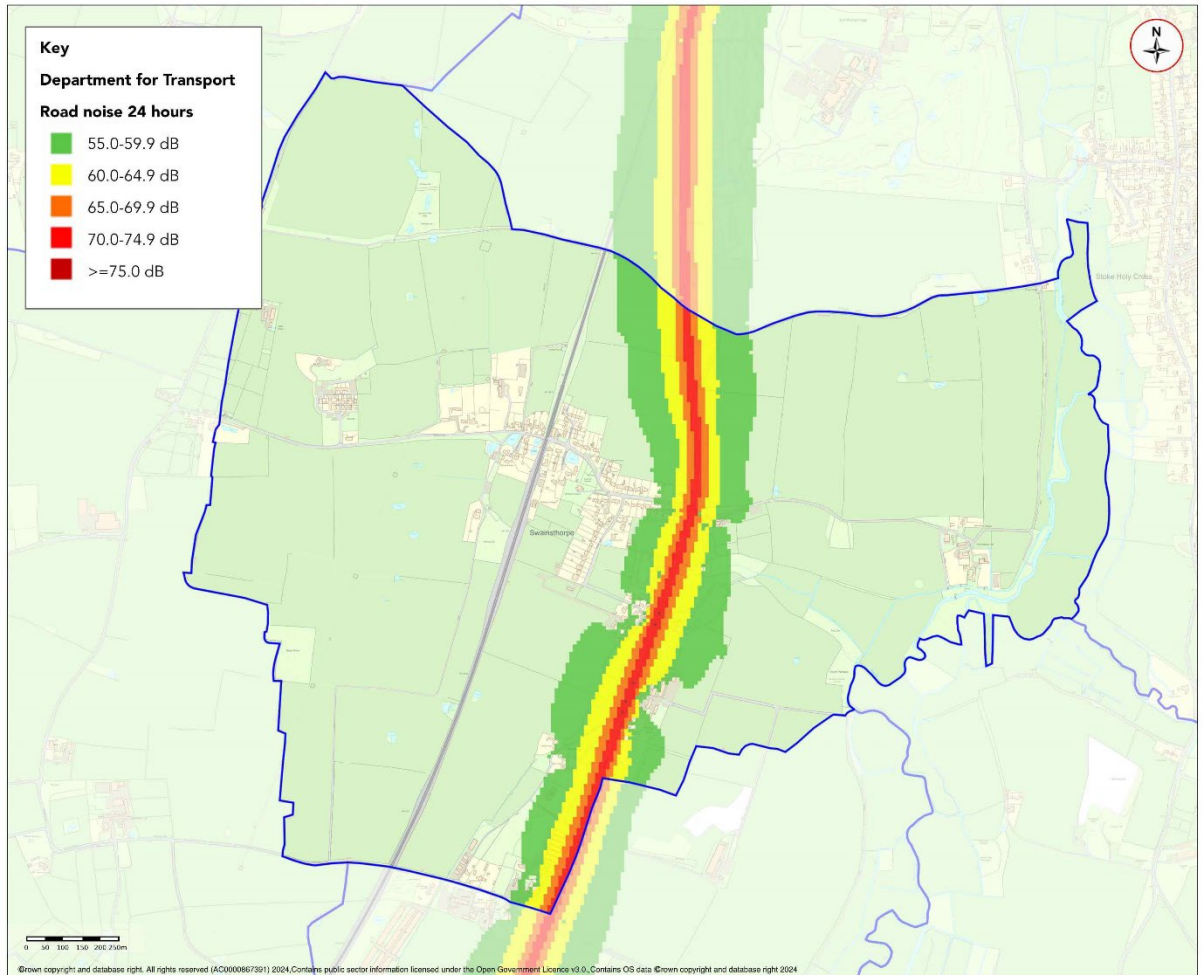 Key
Department for Transport
Road noise 24 hours
55.0-59.9 dB
60.0-64.9 dB
65.0-69.9 dB
70.0-74.9 dB
>=75.0 dB
N
Stoke Holy Cross
Swainsthorpe
0 50 100 150 200 250m
©rown copyright and database right. All rights reserved (AC0000867391) 2024,Contains public sector information licensed under the Open Government Licence v3.0.,Contains OS data ©rown copyright and database right 2024